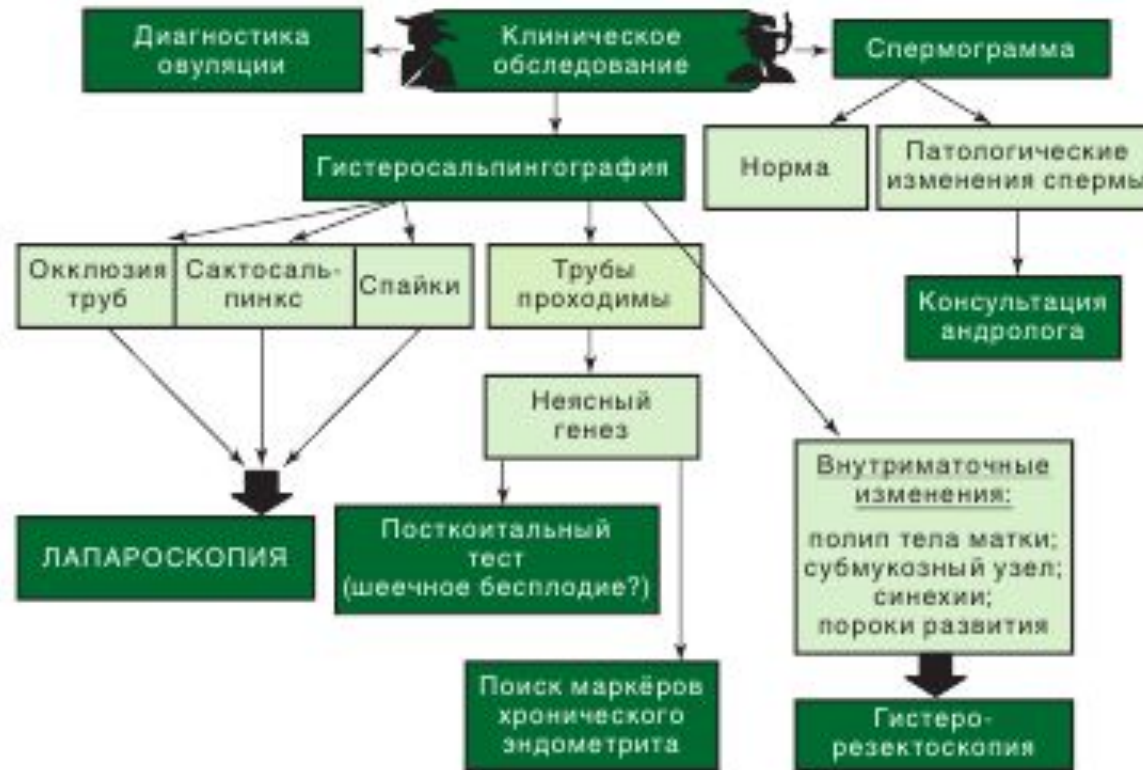 Диагностика
овуляции
Клиническое
обследование
Спермограмма
Гистеросальпингография
Норма
Патологические
изменения спермы
Окклюзия
труб
Сактосаль-
пинкс
Спайки
Трубы
проходимы
Консультация
андролога
Неясный
генез
Внутриматочные
изменения:
полип тела матки;
субмукозный узел;
синехии;
пороки развития
ЛАПАРОСКОПИЯ
Посткоитальный
тест
(шеечное бесплодие?)
Поиск маркёров
хронического
эндометрита
Гистеро-
резектоскопия